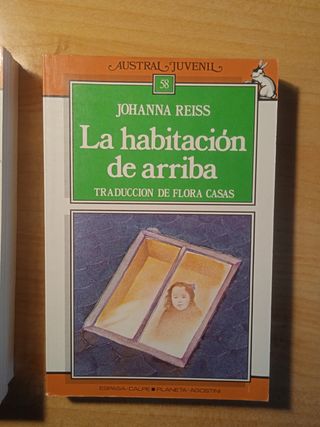 AUSTRAL JUVENIL
58
JOHANNA REISS
La habitación
de arriba
TRADUCCION DE FLORA CASAS
ESPASA-CALPE ■ PLANETA-AGOSTINI